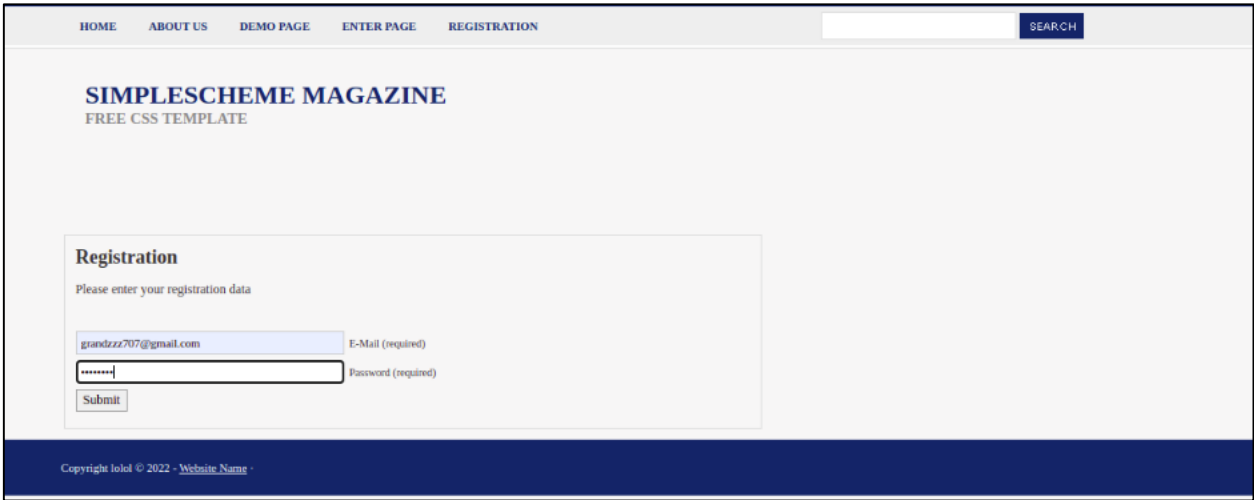 HOME ABOUT US DEMO PAGE ENTER PAGE REGISTRATION SEARCH
SIMPLESCHEME MAGAZINE
FREE CSS TEMPLATE
Registration
Please enter your registration data
grandzzz707@gmail.com E-Mail (required)
•••••••• Password (required)
Submit
Copyright lolol © 2022 - Website Name ·